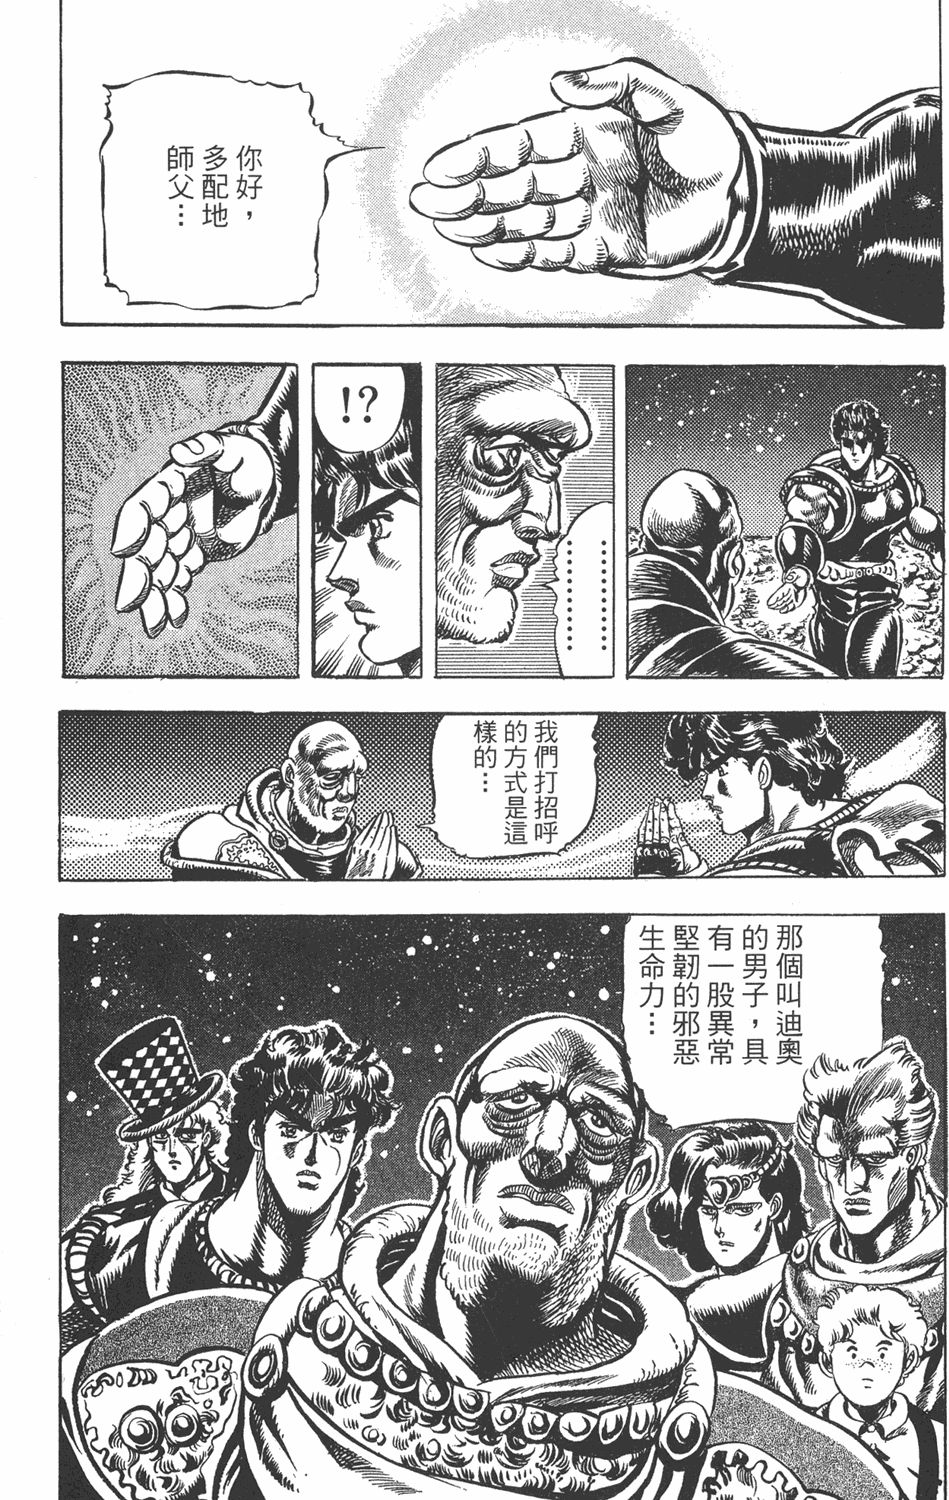 你好，
多配地
師父…
…………
!?
我們打招呼
的方式是這
樣的…
那個叫迪奧
的男子，具
有一股異常
堅韌的邪惡
生命力…